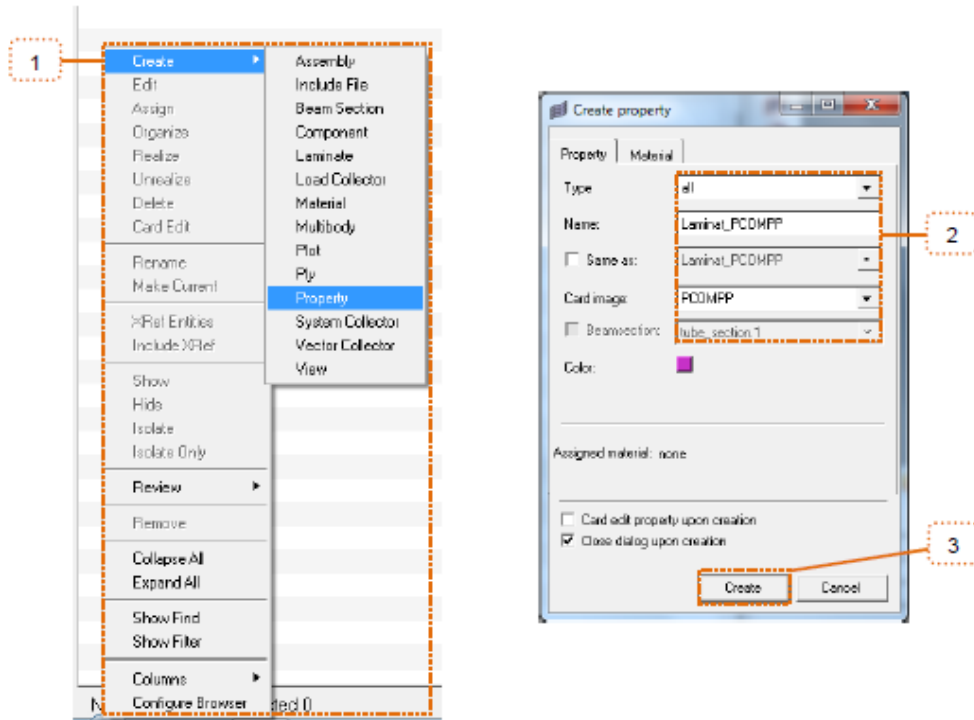 1
Create
Edit
Assign
Organize
Realize
Unrealize
Delete
Card Edit
Rename
Make Current
XRef Entities
Include XRef
Show
Hide
Isolate
Isolate Only
Review
Remove
Collapse All
Expand All
Show Find
Show Filter
Columns
Configure Browser
Assembly
Include File
Beam Section
Component
Laminate
Load Collector
Material
Multibody
Plot
Ply
Property
System Collector
Vector Collector
View
N
ted 0
Create property
Property Material
Type all
Name: Laminat_PCOMPP
Same as: Laminat_PCOMPP
Card image: PCOMPP
Beamsection: tube_section.1
Color:
2
Assigned material: none
Card edit property upon creation
Close dialog upon creation
3
Create Cancel